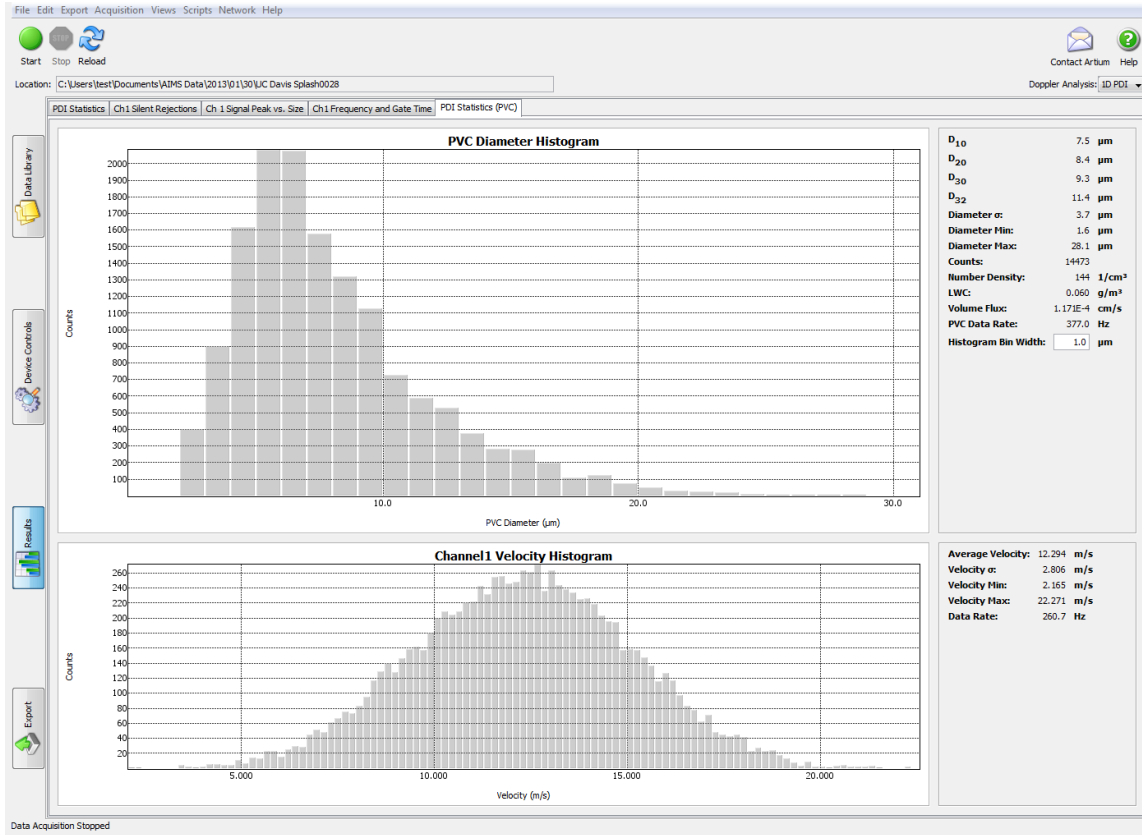 File Edit Export Acquisition Views Scripts Network Help
STOP
Start Stop Reload
Contact Artium Help
Location: C:\Users\test\Documents\AIMS Data\2013\01\30\UC Davis Splash0028
Doppler Analysis: 1D PDI
PDI Statistics Ch1 Silent Rejections Ch 1 Signal Peak vs. Size Ch1 Frequency and Gate Time PDI Statistics (PVC)
Data Library
Device Controls
Results
Export
PVC Diameter Histogram
Counts
2000
1900
1800
1700
1600
1500
1400
1300
1200
1100
1000
900
800
700
600
500
400
300
200
100
10.0 20.0 30.0
PVC Diameter (µm)
D10 7.5 µm
D20 8.4 µm
D30 9.3 µm
D32 11.4 µm
Diameter σ: 3.7 µm
Diameter Min: 1.6 µm
Diameter Max: 28.1 µm
Counts: 14473
Number Density: 144 1/cm³
LWC: 0.060 g/m³
Volume Flux: 1.171E-4 cm/s
PVC Data Rate: 377.0 Hz
Histogram Bin Width: 1.0 µm
Channel1 Velocity Histogram
Counts
260
240
220
200
180
160
140
120
100
80
60
40
20
5.000 10.000 15.000 20.000
Velocity (m/s)
Average Velocity: 12.294 m/s
Velocity σ: 2.806 m/s
Velocity Min: 2.165 m/s
Velocity Max: 22.271 m/s
Data Rate: 260.7 Hz
Data Acquisition Stopped